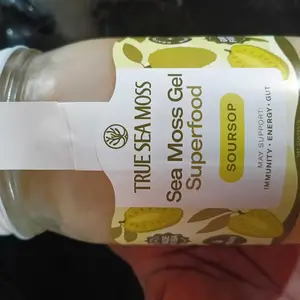 TRUE SEA MOSS
Sea Moss Gel
Superfood
SOURSOP
MAY SUPPORT:
IMMUNITY • ENERGY • GUT